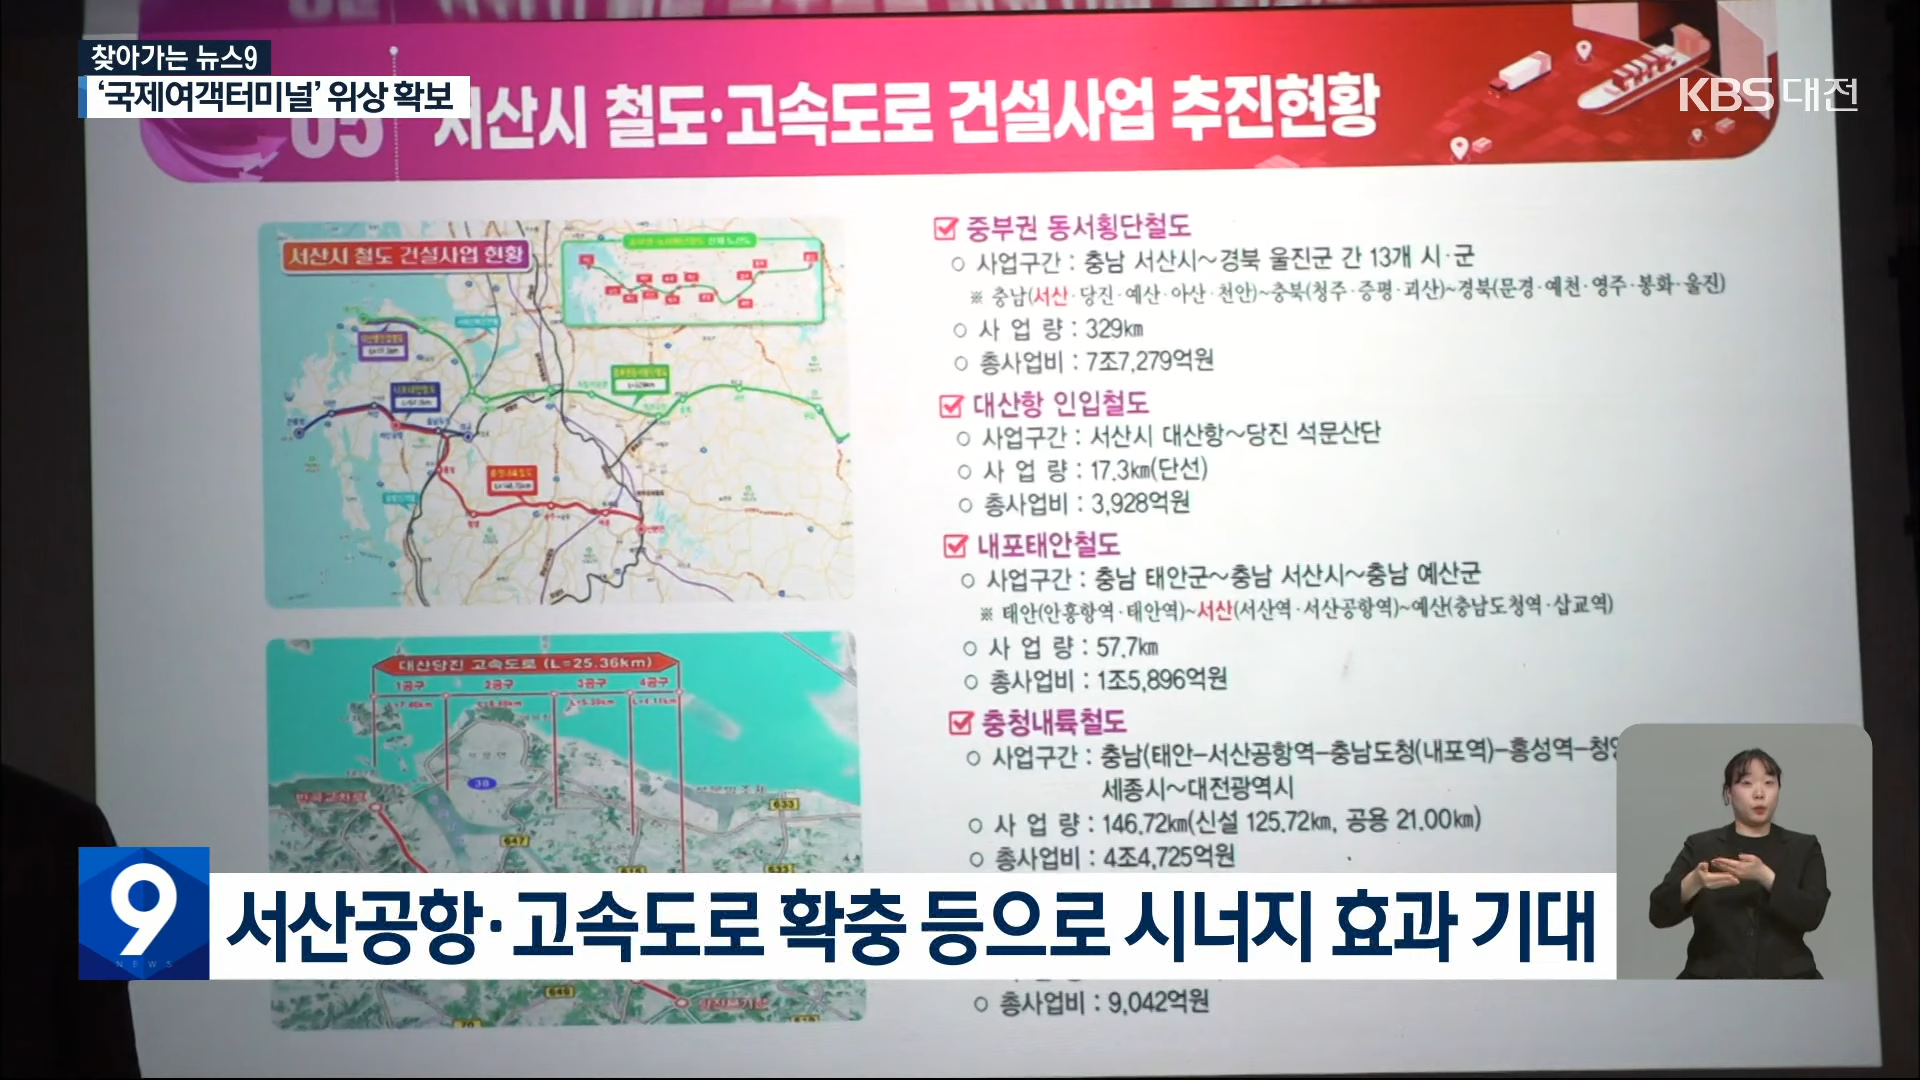 찾아가는 뉴스9
‘국제여객터미널’ 위상 확보
KBS 대전
05 서산시 철도·고속도로 건설사업 추진현황
서산시 철도 건설사업 현황
중부권 동서횡단철도
○ 사업구간 : 충남 서산시~경북 울진군 간 13개 시·군
※ 충남(서산·당진·예산·아산·천안)~충북(청주·증평·괴산)~경북(문경·예천·영주·봉화·울진)
○ 사 업 량 : 329㎞
○ 총사업비 : 7조7,279억원
대산항 인입철도
○ 사업구간 : 서산시 대산항~당진 석문산단
○ 사 업 량 : 17.3㎞(단선)
○ 총사업비 : 3,928억원
내포태안철도
○ 사업구간 : 충남 태안군~충남 서산시~충남 예산군
※ 태안(안흥항역·태안역)~서산(서산역·서산공항역)~예산(충남도청역·삽교역)
○ 사 업 량 : 57.7㎞
○ 총사업비 : 1조5,896억원
충청내륙철도
○ 사업구간 : 충남(태안-서산공항역-충남도청(내포역)-홍성역-청양
세종시~대전광역시
○ 사 업 량 : 146.72㎞(신설 125.72㎞, 공용 21.00㎞)
○ 총사업비 : 4조4,725억원
○ 총사업비 : 9,042억원
대산당진 고속도로 (L=25.36km)
1공구 2공구 3공구 4공구
38
633
647
649
70
9
NEWS
서산공항·고속도로 확충 등으로 시너지 효과 기대